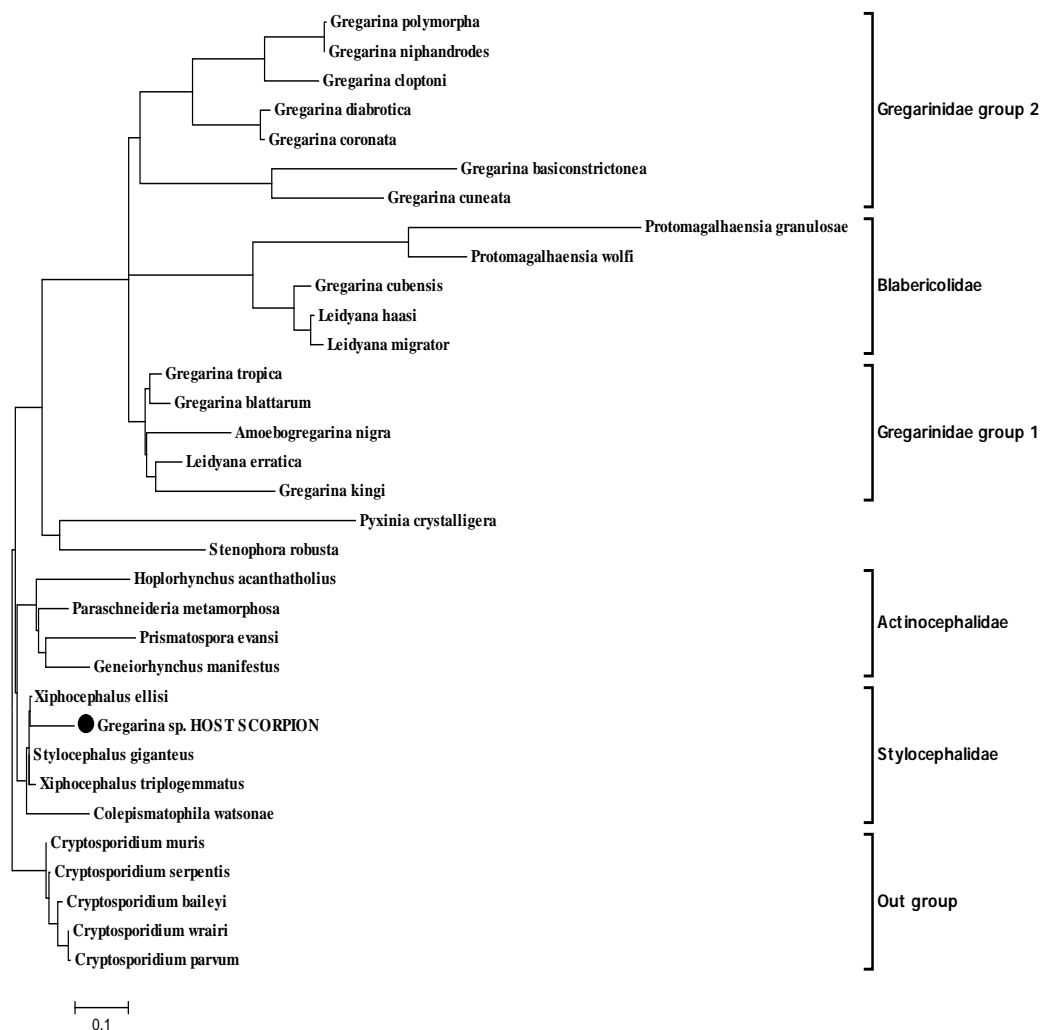 Gregarina polymorpha
Gregarina niphandrodes
Gregarina cloptoni
Gregarina diabrotica
Gregarina coronata
Gregarina basiconstrictonea
Gregarina cuneata
Gregarinidae group 2
Protomagalhaensia granulosae
Protomagalhaensia wolfi
Gregarina cubensis
Leidyana haasi
Leidyana migrator
Blabericolidae
Gregarina tropica
Gregarina blattarum
Amoebogregarina nigra
Leidyana erratica
Gregarina kingi
Gregarinidae group 1
Pyxinia crystalligera
Stenophora robusta
Hoplorhynchus acanthatholius
Paraschneideria metamorphosa
Prismatospora evansi
Geneiorhynchus manifestus
Actinocephalidae
Xiphocephalus ellisi
Gregarina sp. HOST SCORPION
Stylocephalus giganteus
Xiphocephalus triplogemmatus
Colepismatophila watsonae
Stylocephalidae
Cryptosporidium muris
Cryptosporidium serpentis
Cryptosporidium baileyi
Cryptosporidium wrairi
Cryptosporidium parvum
Out group
0.1